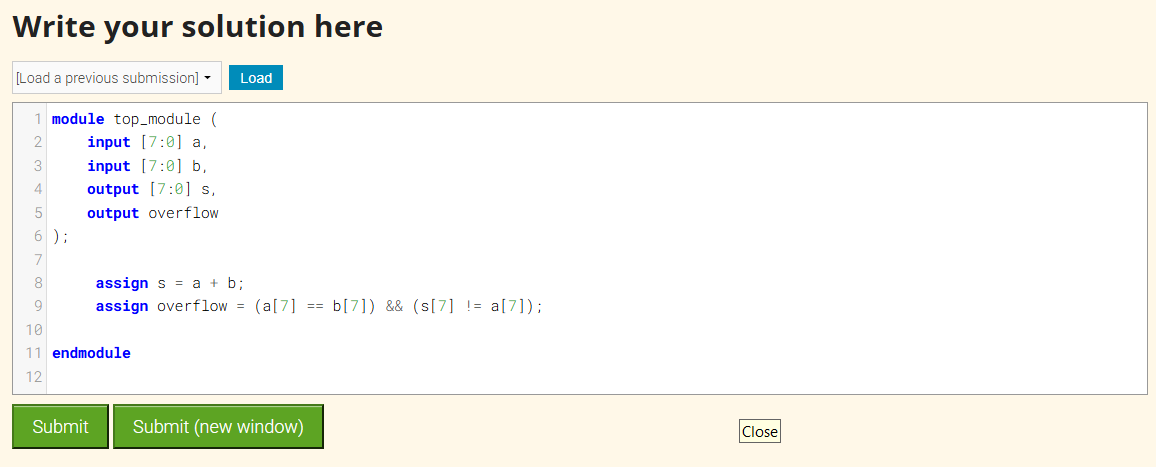 Write your solution here
[Load a previous submission] Load
1 module top_module (
2     input [7:0] a,
3     input [7:0] b,
4     output [7:0] s,
5     output overflow
6 );
7
8      assign s = a + b;
9      assign overflow = (a[7] == b[7]) && (s[7] != a[7]);
10
11 endmodule
12
Submit Submit (new window) Close